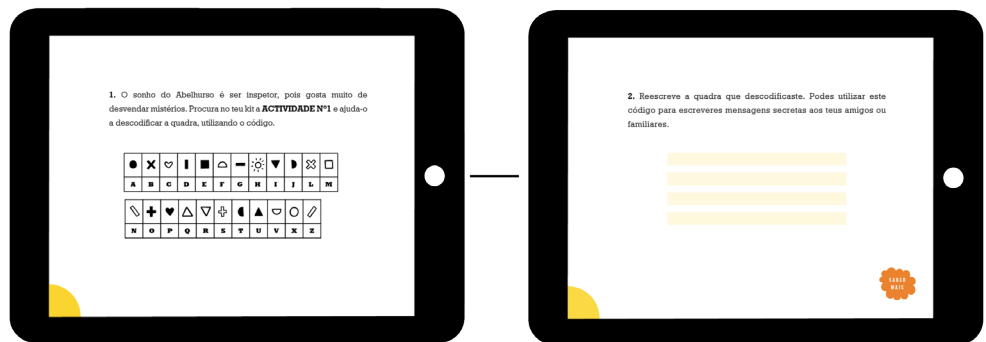 1. O sonho do Abelhurso é ser inspetor, pois gosta muito de
desvendar mistérios. Procura no teu kit a ACTIVIDADE Nº1 e ajuda-o
a descodificar a quadra, utilizando o código.
A B C D E F G H I J L M
N O P Q R S T U V X Z
2. Reescreve a quadra que descodificaste. Podes utilizar este
código para escreveres mensagens secretas aos teus amigos ou
familiares.
SABER
MAIS